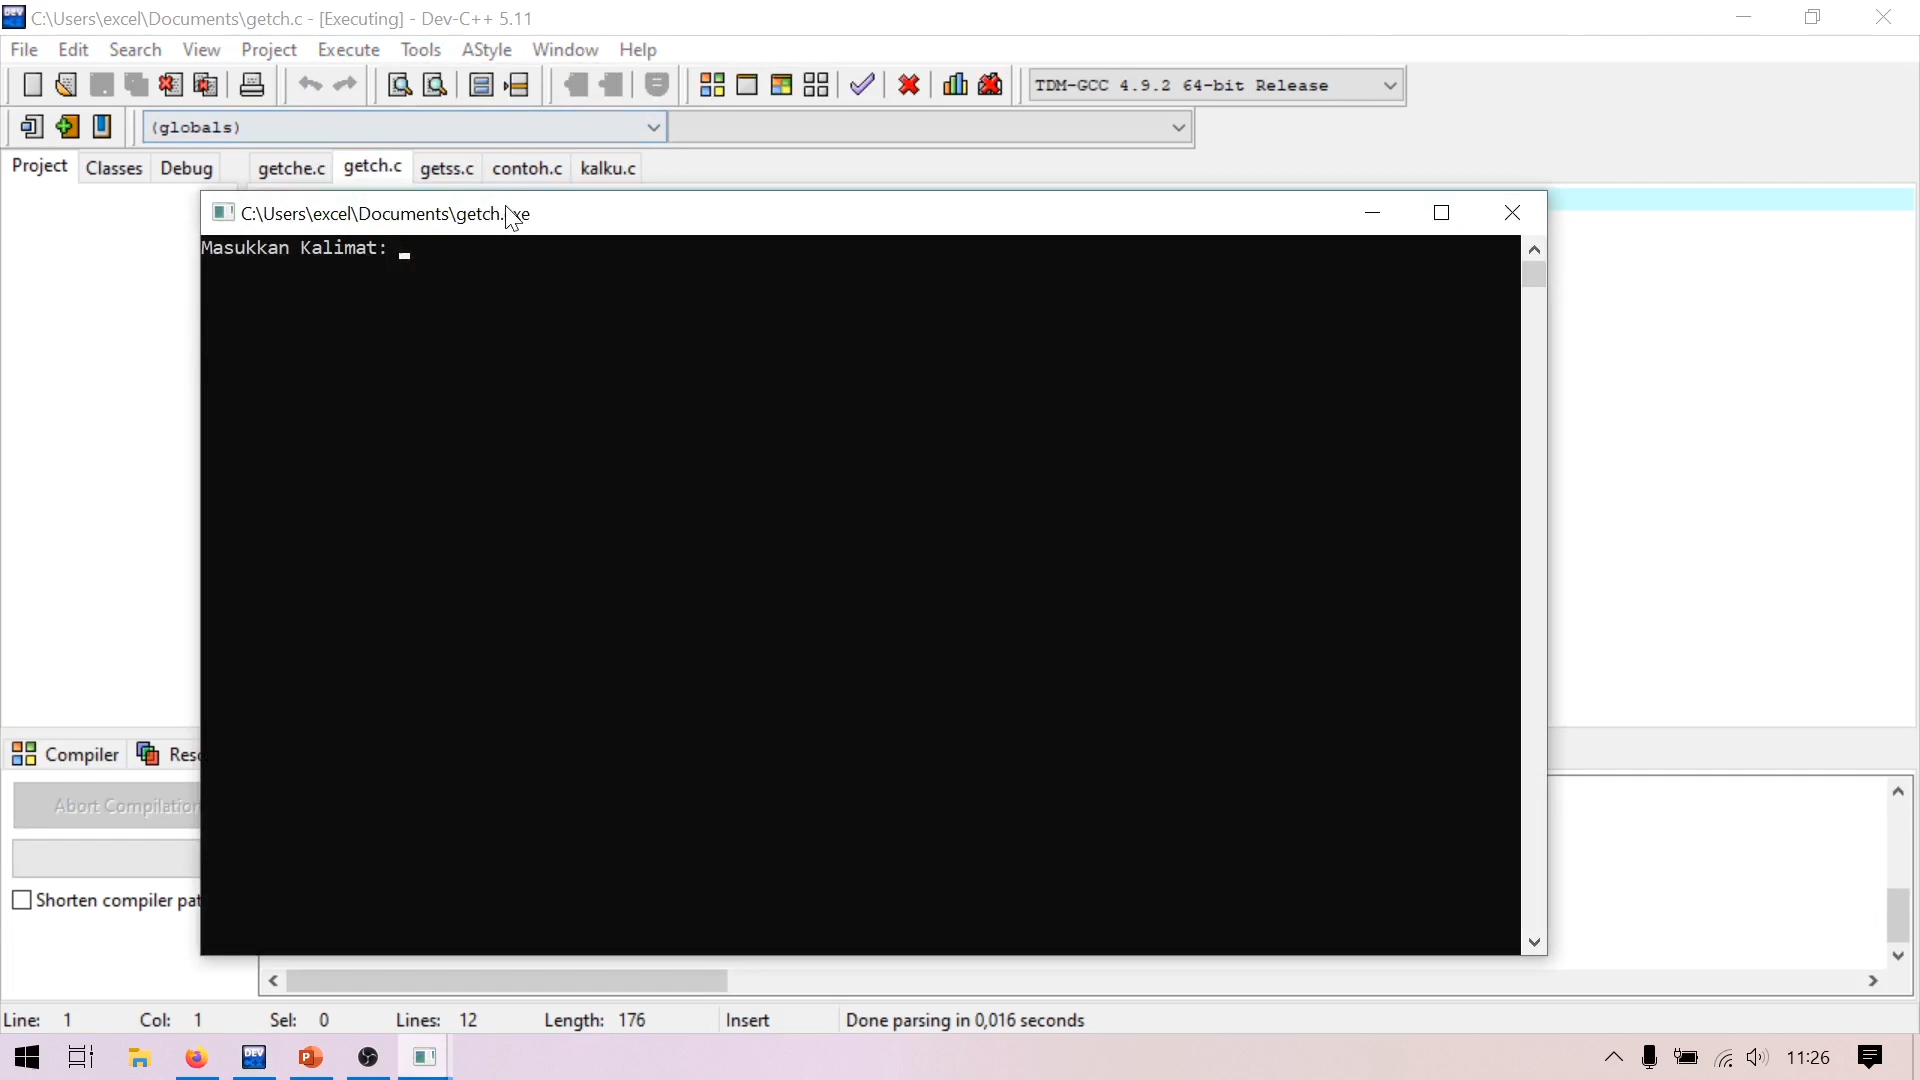 C:\Users\excel\Documents\getch.c - [Executing] - Dev-C++ 5.11
File Edit Search View Project Execute Tools AStyle Window Help
TDM-GCC 4.9.2 64-bit Release
(globals)
Project Classes Debug getche.c getch.c getss.c contoh.c kalku.c
C:\Users\excel\Documents\getch.
Masukkan Kalimat:
Compiler
Abort Compilation
Shorten compiler
Line: 1 Col: 1 Sel: 0 Lines: 12 Length: 176 Insert Done parsing in 0,016 seconds
DEV
11:26